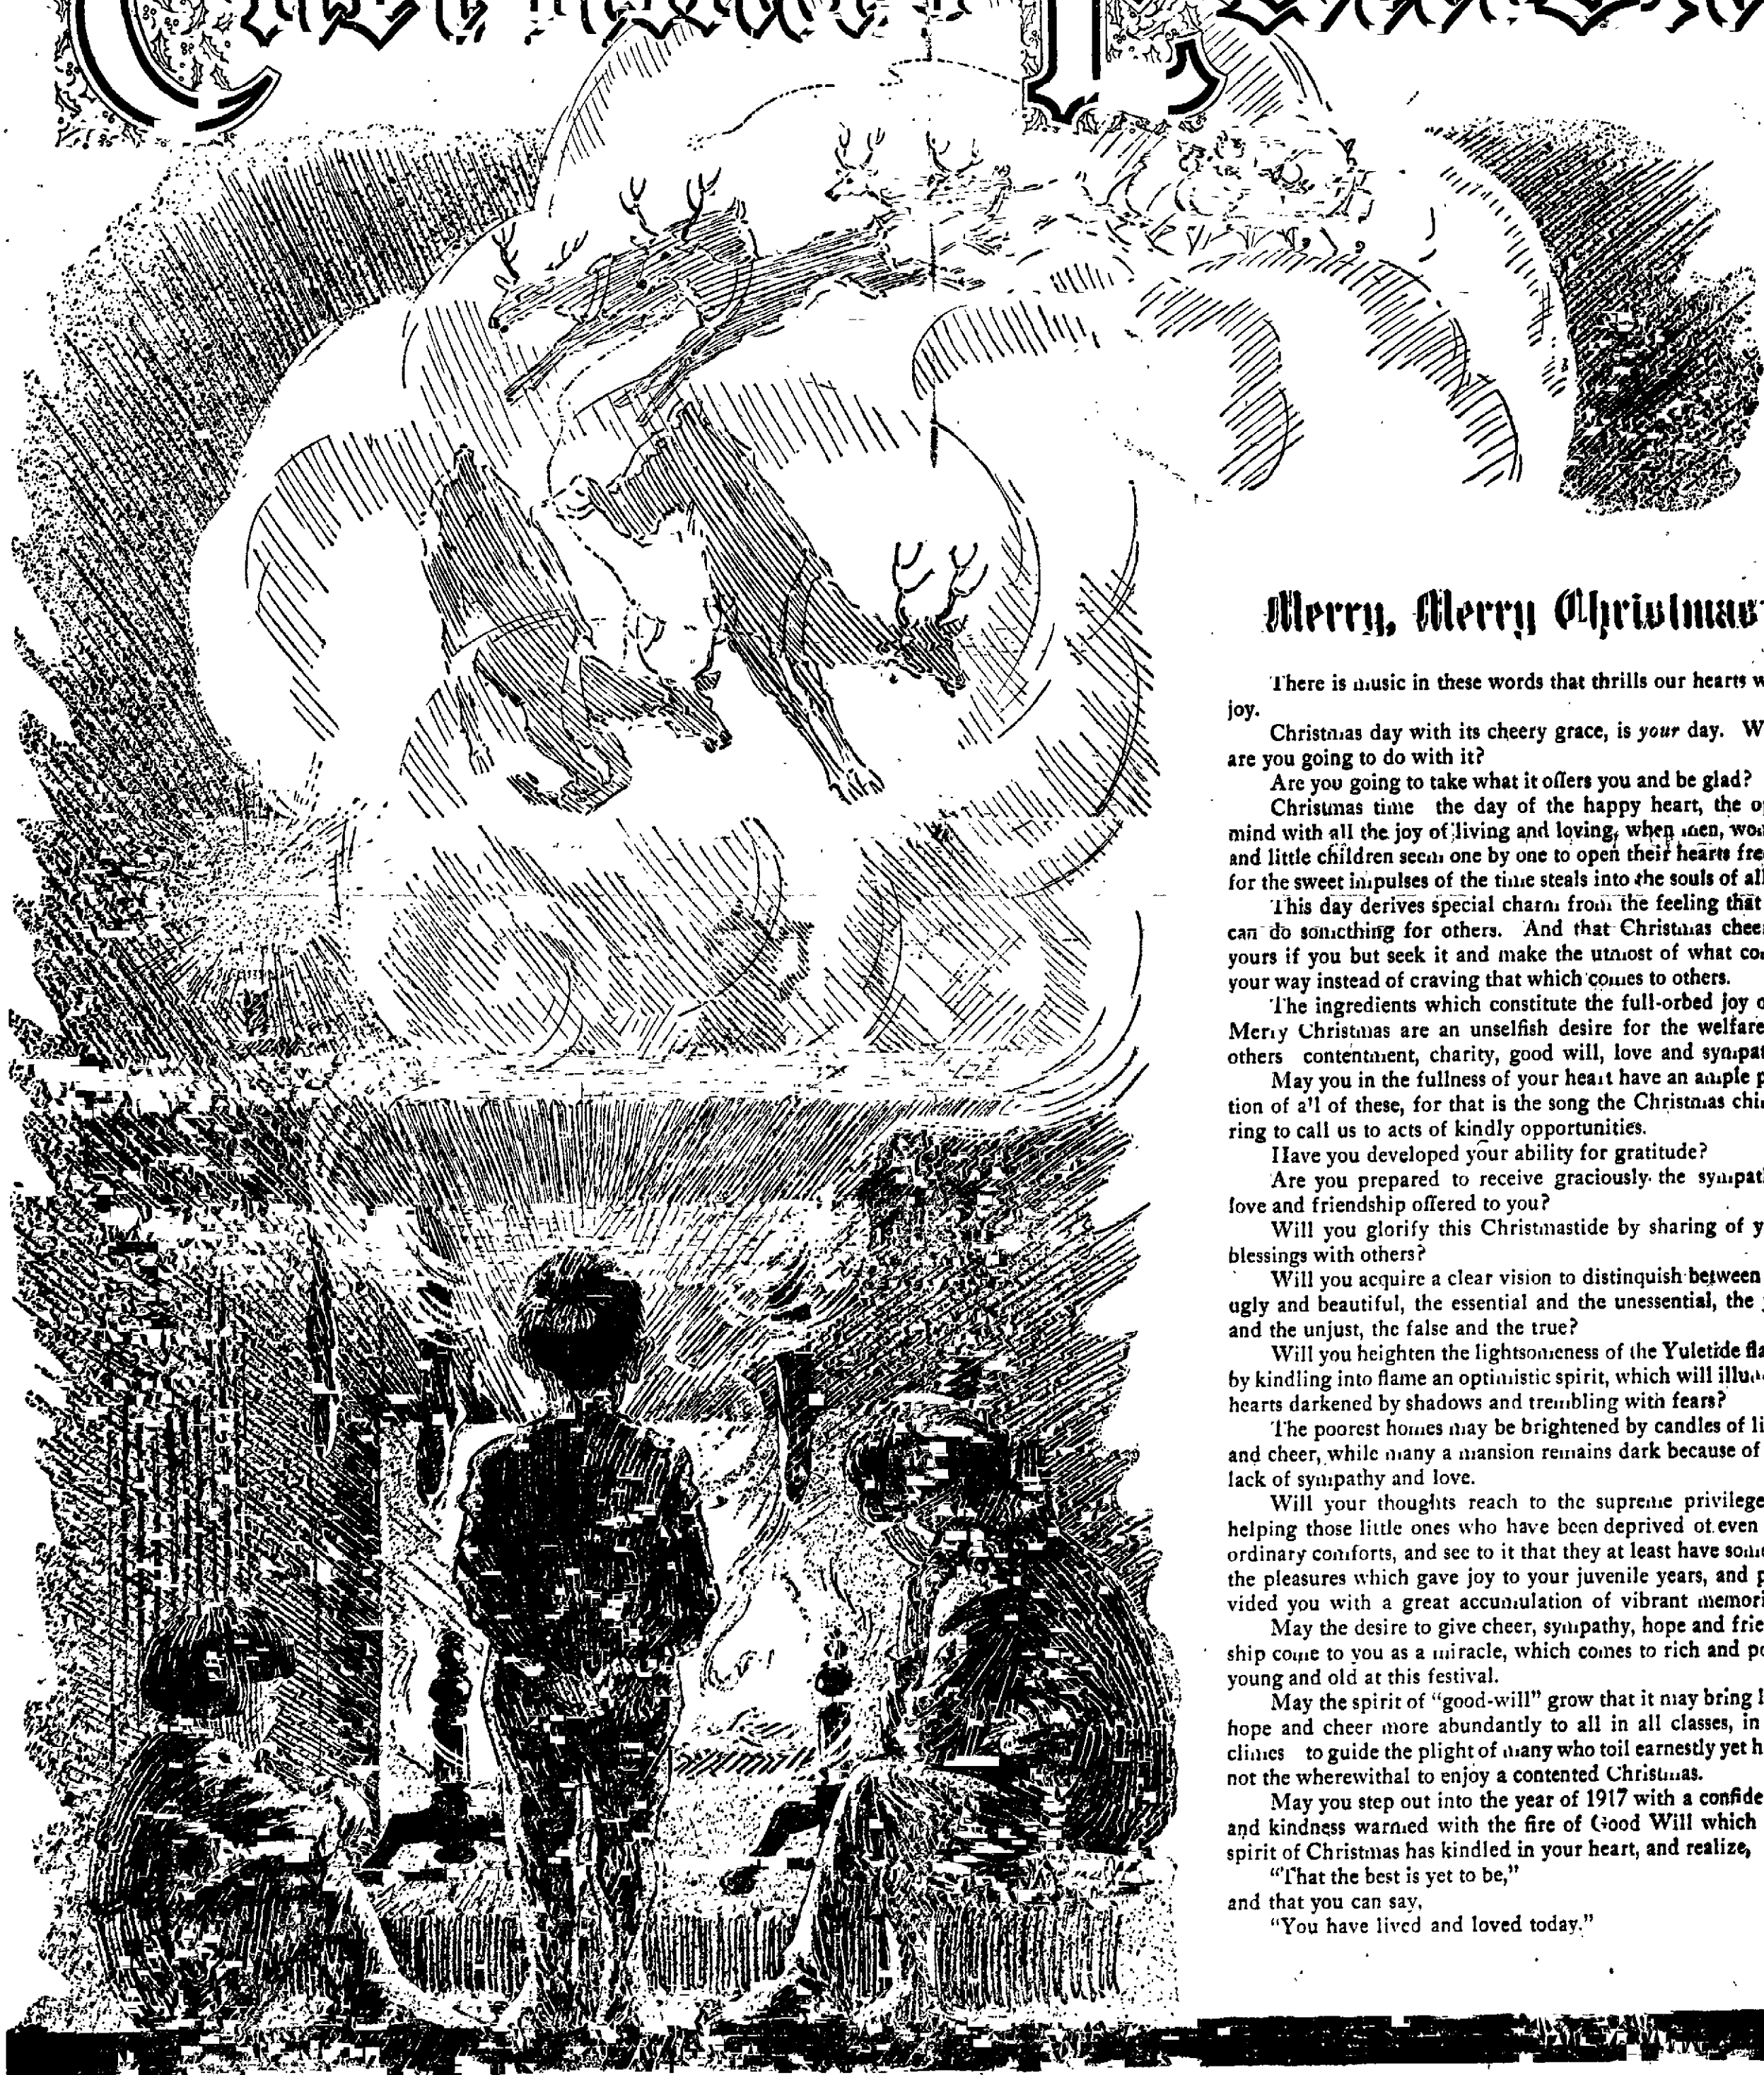 Merry, Merry Christmas
There is music in these words that thrills our hearts
joy.
Christmas day with its cheery grace, is your day.
are you going to do with it?
Are you going to take what it offers you and be glad?
Christmas time the day of the happy heart, the
mind with all the joy of living and loving, when men,
and little children seem one by one to open their hearts
for the sweet impulses of the time steals into the souls of all
This day derives special charm from the feeling that
can do something for others. And that Christmas
yours if you but seek it and make the utmost of what
your way instead of craving that which comes to others.
The ingredients which constitute the full-orbed joy
Merry Christmas are an unselfish desire for the welfare
others contentment, charity, good will, love and
May you in the fullness of your heart have an ample
tion of all of these, for that is the song the Christmas
ring to call us to acts of kindly opportunities.
Have you developed your ability for gratitude?
Are you prepared to receive graciously the
love and friendship offered to you?
Will you glorify this Christmastide by sharing of
blessings with others?
Will you acquire a clear vision to distinquish between
ugly and beautiful, the essential and the unessential, the
and the unjust, the false and the true?
Will you heighten the lightsomeness of the Yuletide
by kindling into flame an optimistic spirit, which will
hearts darkened by shadows and trembling with fears?
The poorest homes may be brightened by candles of
and cheer, while many a mansion remains dark because of
lack of sympathy and love.
Will your thoughts reach to the supreme privilege
helping those little ones who have been deprived of even
ordinary comforts, and see to it that they at least have
the pleasures which gave joy to your juvenile years, and
vided you with a great accumulation of vibrant
May the desire to give cheer, sympathy, hope and
ship come to you as a miracle, which comes to rich and
young and old at this festival.
May the spirit of "good-will" grow that it may bring
hope and cheer more abundantly to all in all classes, in
climes to guide the plight of many who toil earnestly yet
not the wherewithal to enjoy a contented Christmas.
May you step out into the year of 1917 with a
and kindness warmed with the fire of Good Will which
spirit of Christmas has kindled in your heart, and realize,
"That the best is yet to be,"
and that you can say,
"You have lived and loved today."